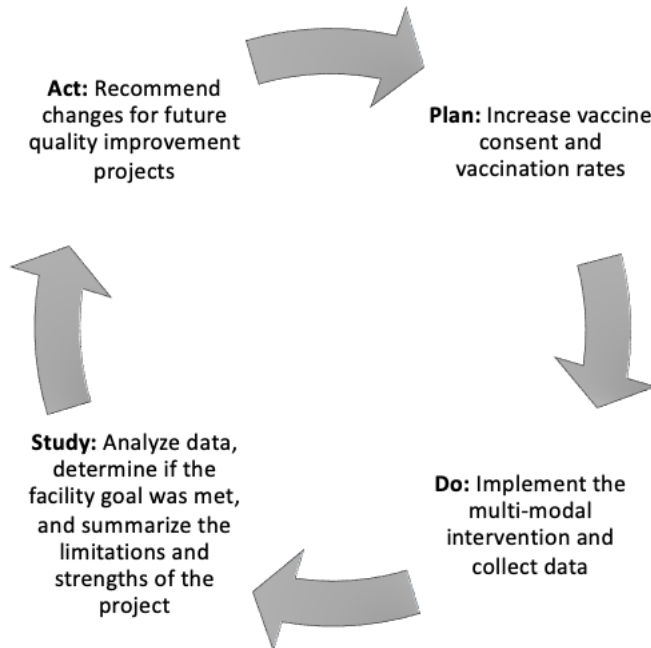 Act: Recommend
changes for future
quality improvement
projects
Plan: Increase vaccine
consent and
vaccination rates
Do: Implement the
multi-modal
intervention and
collect data
Study: Analyze data,
determine if the
facility goal was met,
and summarize the
limitations and
strengths of the
project